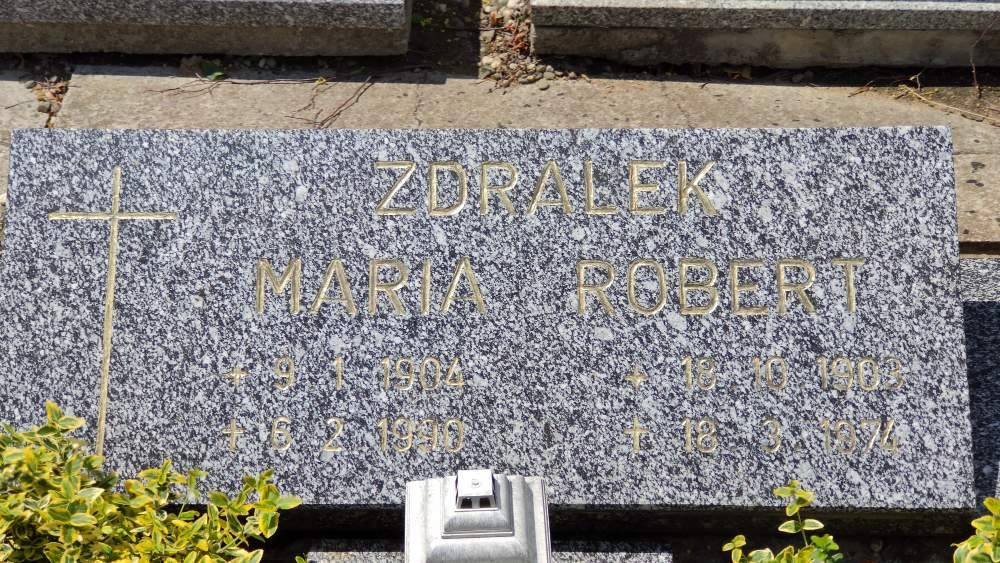 ZDRALEK
MARIA ROBERT
9 1 1904 18 10 1903
6 2 1990 18 3 1974